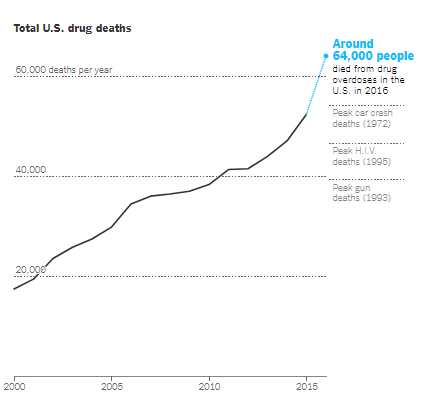 Total U.S. drug deaths
Around
64,000 people
died from drug
overdoses in the
U.S. in 2016
60,000 deaths per year
Peak car crash
deaths (1972)
Peak H.I.V.
deaths (1995)
40,000
Peak gun
deaths (1993)
20,000
2000 2005 2010 2015